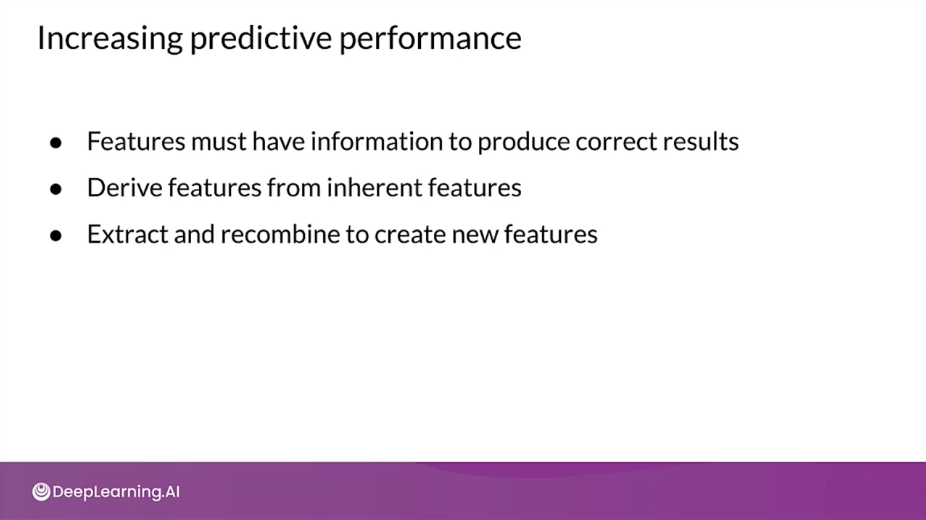 Increasing predictive performance
● Features must have information to produce correct results
● Derive features from inherent features
● Extract and recombine to create new features
DeepLearning.AI